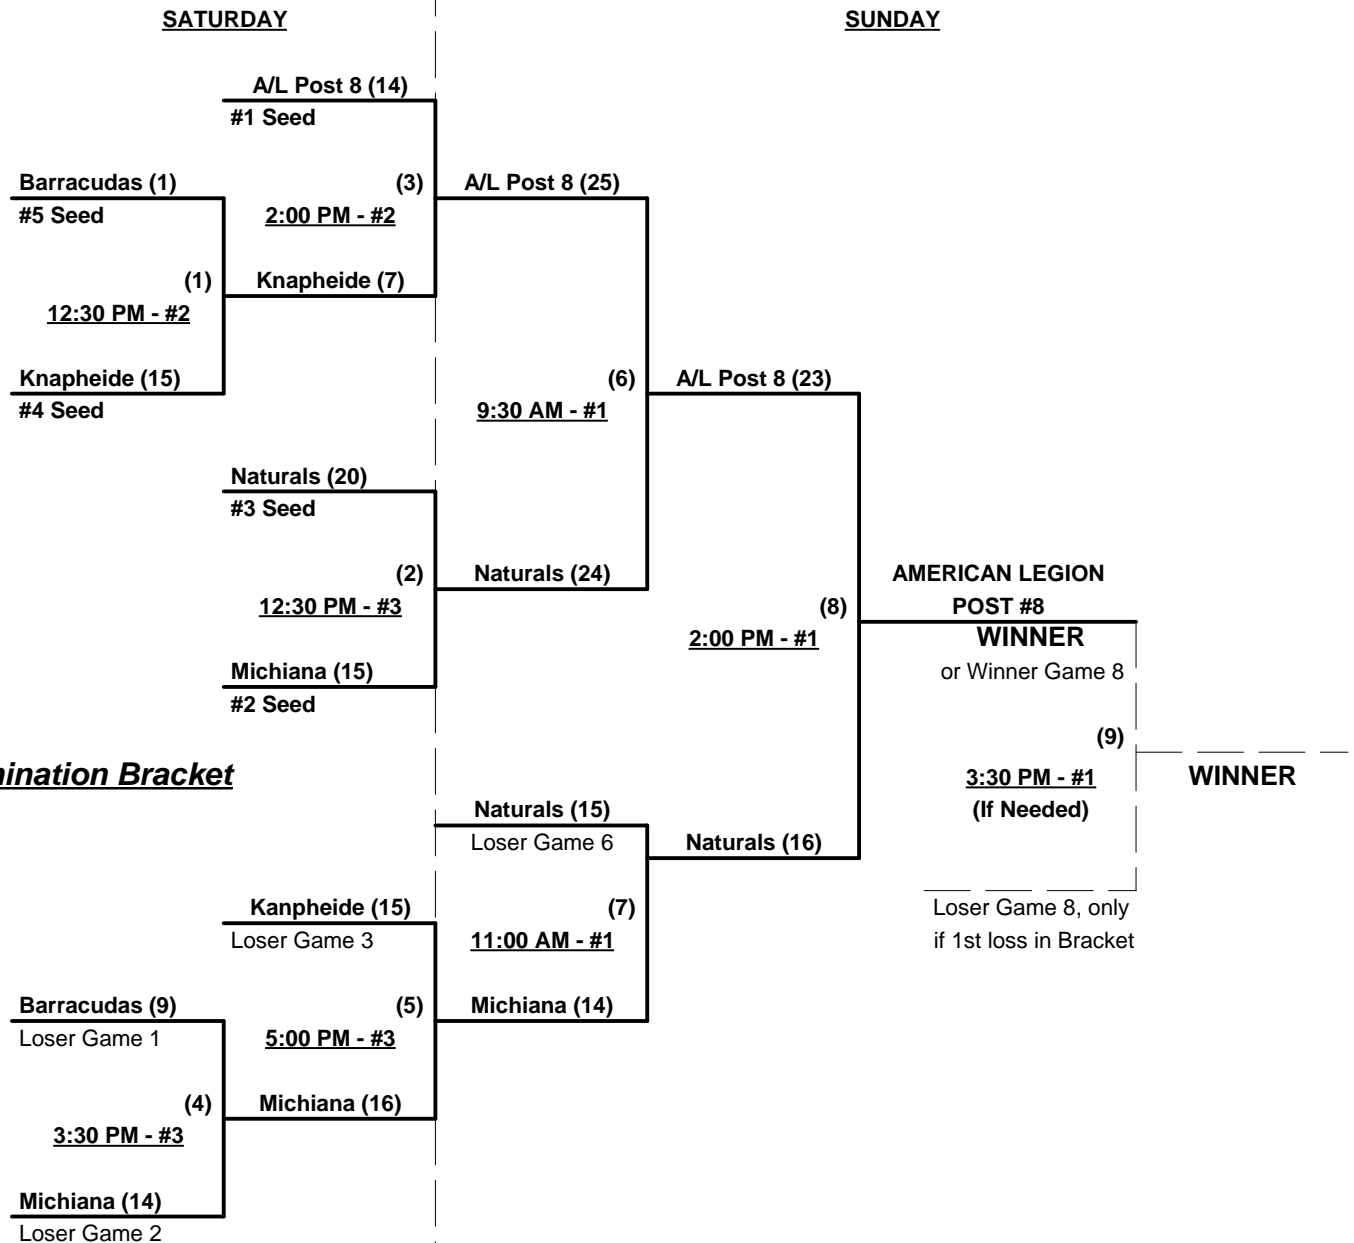 SATURDAY
SUNDAY
A/L Post 8 (14)
#1 Seed
Barracudas (1)
(3)
A/L Post 8 (25)
#5 Seed
2:00 PM - #2
(1)
Knapheide (7)
12:30 PM - #2
Knapheide (15)
(6)
A/L Post 8 (23)
#4 Seed
9:30 AM - #1
Naturals (20)
#3 Seed
(2)
Naturals (24)
AMERICAN LEGION
12:30 PM - #3
(8)
POST #8
2:00 PM - #1
WINNER
Michiana (15)
or Winner Game 8
#2 Seed
(9)
mination Bracket
3:30 PM - #1
WINNER
Naturals (15)
(If Needed)
Loser Game 6
Naturals (16)
Kanpheide (15)
(7)
Loser Game 8, only
Loser Game 3
11:00 AM - #1
if 1st loss in Bracket
Barracudas (9)
(5)
Michiana (14)
Loser Game 1
5:00 PM - #3
(4)
Michiana (16)
3:30 PM - #3
Michiana (14)
Loser Game 2